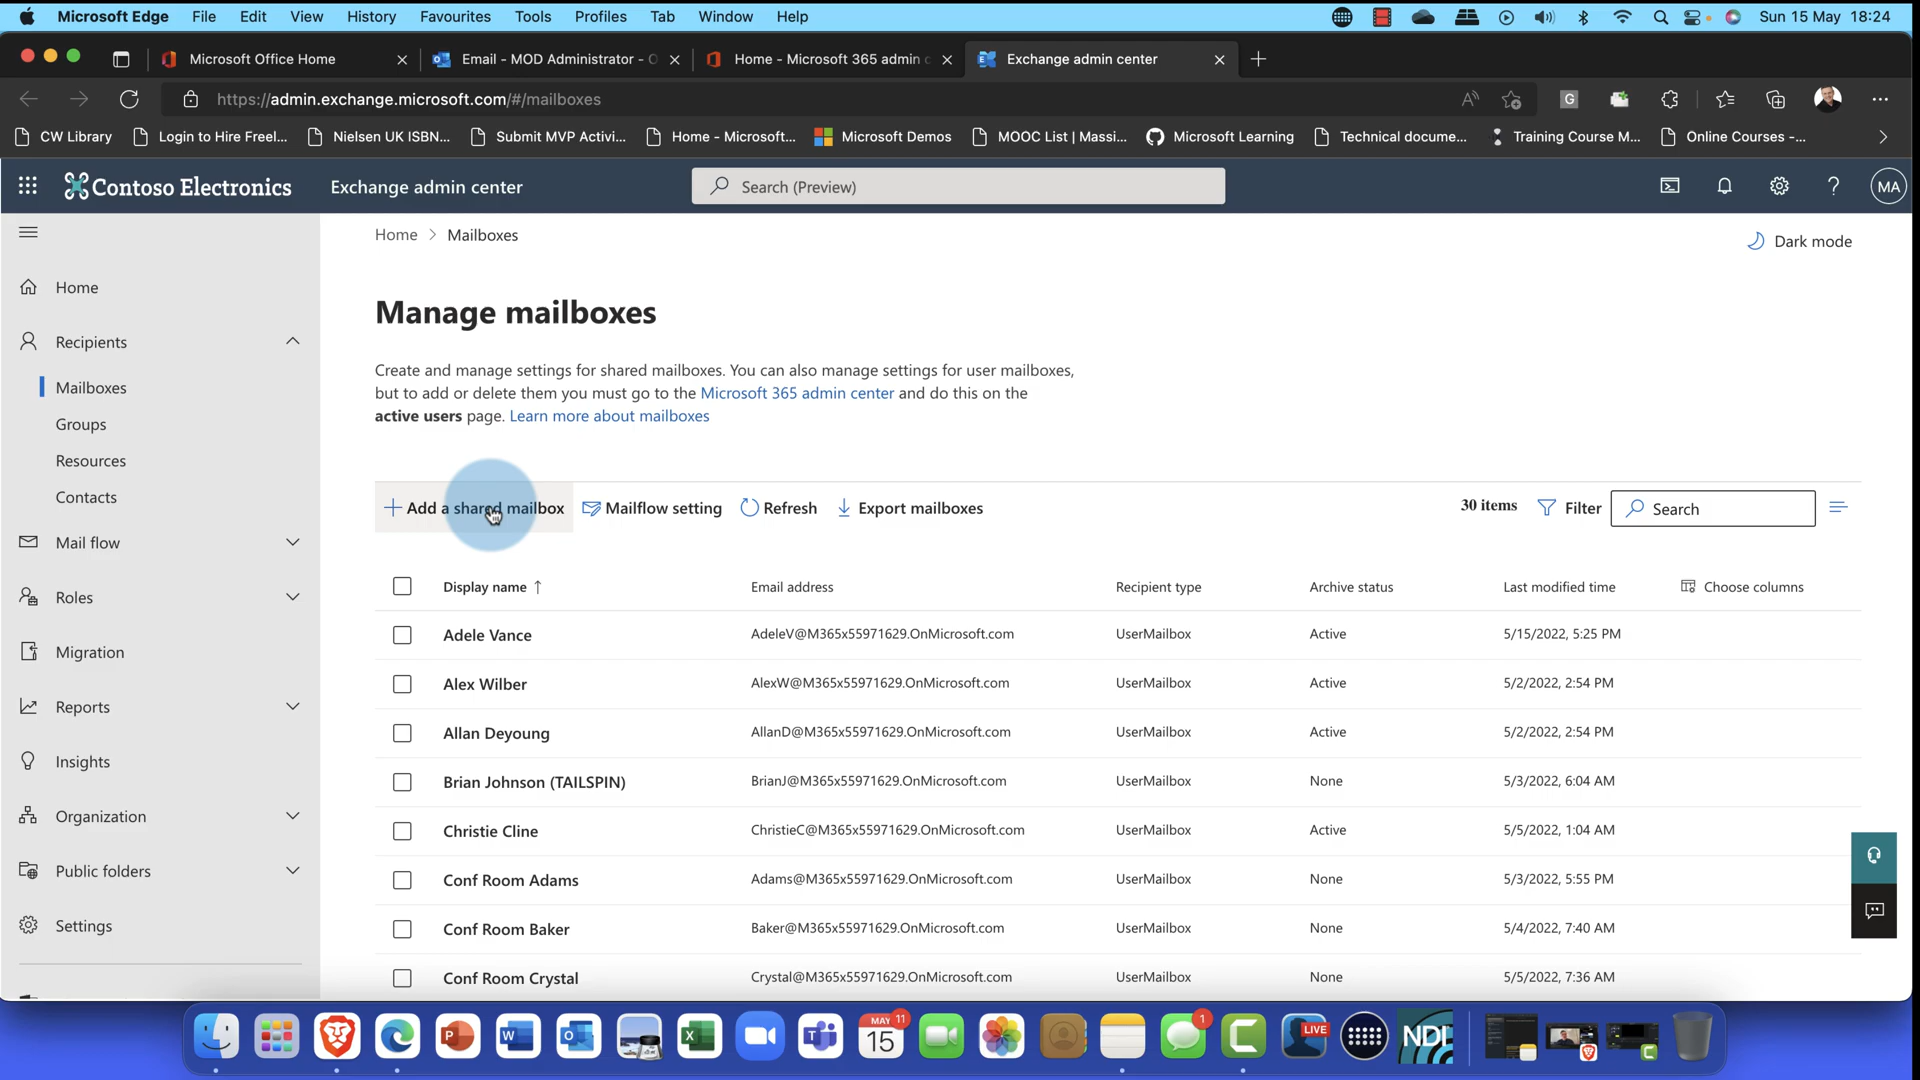 Microsoft Edge File Edit View History Favourites Tools Profiles Tab Window Help Sun 15 May 18:24
Microsoft Office Home Email - MOD Administrator - O Home - Microsoft 365 admin c Exchange admin center
https://admin.exchange.microsoft.com/#/mailboxes
CW Library Login to Hire Freel... Nielsen UK ISBN... Submit MVP Activi... Home - Microsoft... Microsoft Demos MOOC List | Massi... Microsoft Learning Technical docume... Training Course M... Online Courses -...
Contoso Electronics Exchange admin center Search (Preview) MA
Home > Mailboxes
Dark mode
Home
Recipients
Mailboxes
Groups
Resources
Contacts
Mail flow
Roles
Migration
Reports
Insights
Organization
Public folders
Settings
Manage mailboxes
Create and manage settings for shared mailboxes. You can also manage settings for user mailboxes,
but to add or delete them you must go to the Microsoft 365 admin center and do this on the
active users page. Learn more about mailboxes
Add a shared mailbox Mailflow setting Refresh Export mailboxes 30 items Filter Search
Display name ↑ Email address Recipient type Archive status Last modified time Choose columns
Adele Vance AdeleV@M365x55971629.OnMicrosoft.com UserMailbox Active 5/15/2022, 5:25 PM
Alex Wilber AlexW@M365x55971629.OnMicrosoft.com UserMailbox Active 5/2/2022, 2:54 PM
Allan Deyoung AllanD@M365x55971629.OnMicrosoft.com UserMailbox Active 5/2/2022, 2:54 PM
Brian Johnson (TAILSPIN) BrianJ@M365x55971629.OnMicrosoft.com UserMailbox None 5/3/2022, 6:04 AM
Christie Cline ChristieC@M365x55971629.OnMicrosoft.com UserMailbox Active 5/5/2022, 1:04 AM
Conf Room Adams Adams@M365x55971629.OnMicrosoft.com UserMailbox None 5/3/2022, 5:55 PM
Conf Room Baker Baker@M365x55971629.OnMicrosoft.com UserMailbox None 5/4/2022, 7:40 AM
Conf Room Crystal Crystal@M365x55971629.OnMicrosoft.com UserMailbox None 5/5/2022, 7:36 AM
MAY 11
15
1
LIVE
NDI